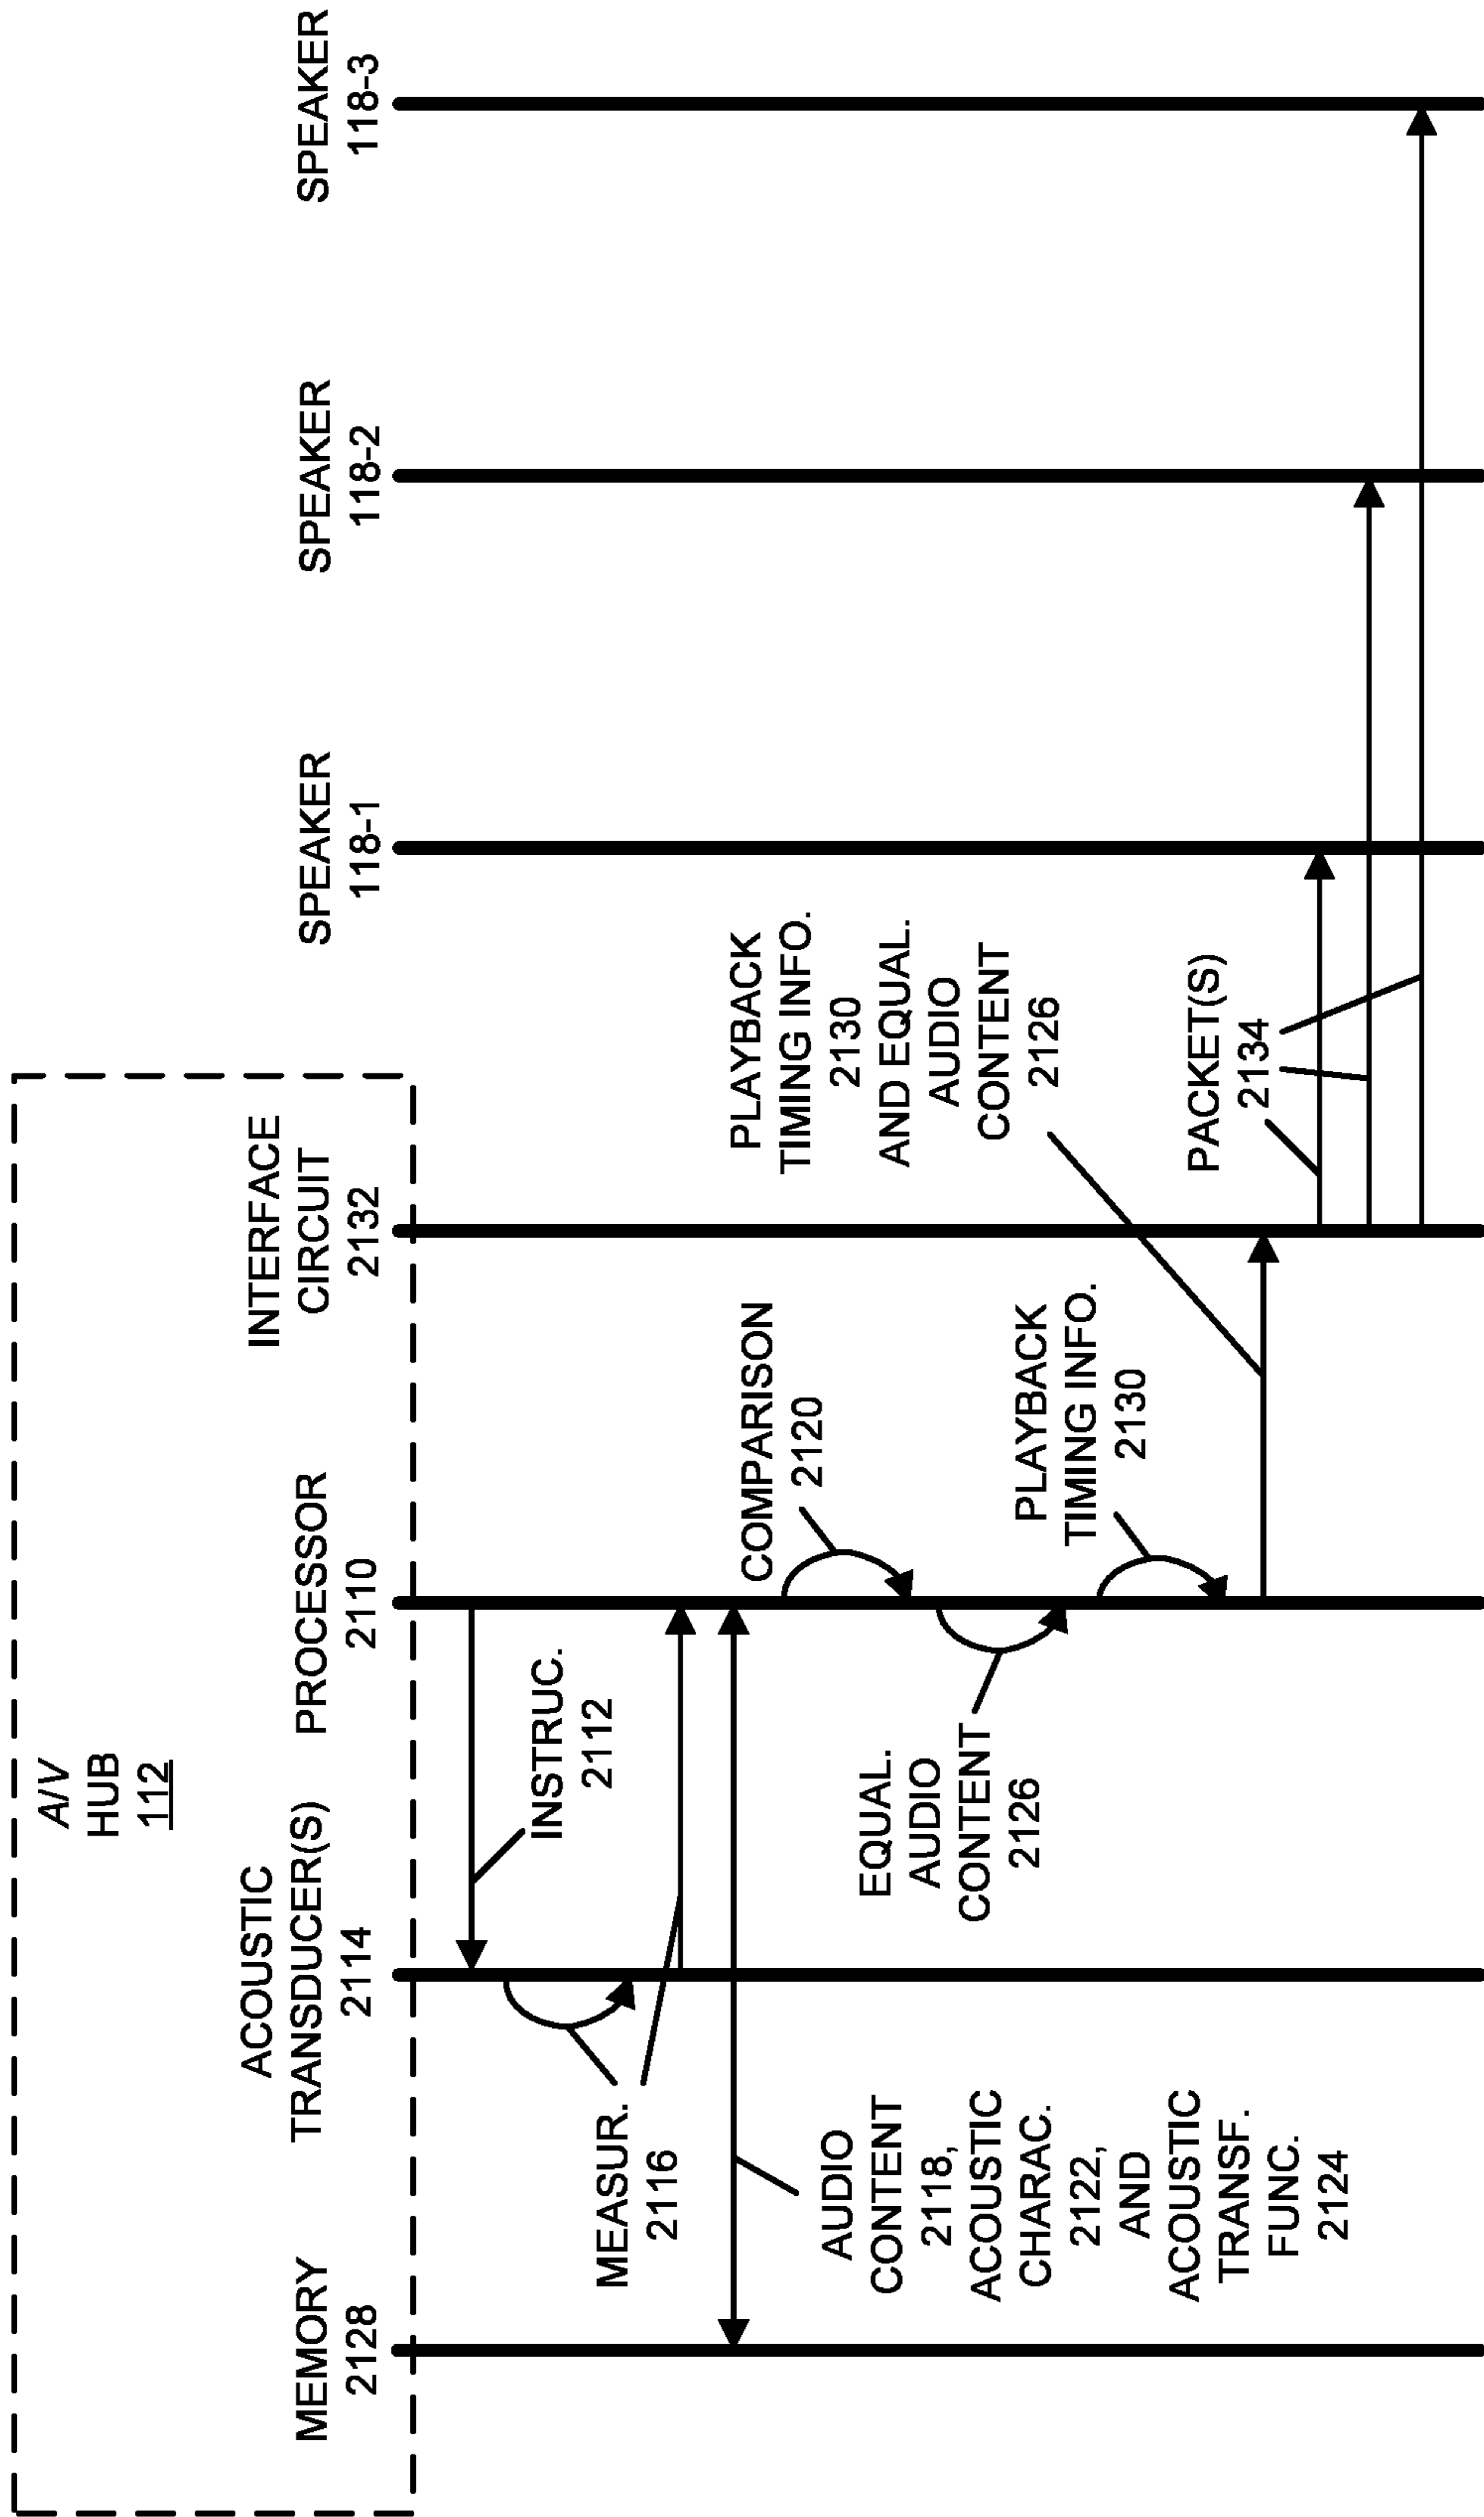 A/V
HUB
112
MEMORY
2128
ACOUSTIC
TRANSDUCER(S)
2114
PROCESSOR
2110
INTERFACE
CIRCUIT
2132
SPEAKER
118-1
SPEAKER
118-2
SPEAKER
118-3
INSTRUC.
2112
MEASUR.
2116
AUDIO
CONTENT
2118,
ACOUSTIC
CHARAC.
2122,
AND
ACOUSTIC
TRANSF.
FUNC.
2124
COMPARISON
2120
EQUAL.
AUDIO
CONTENT
2126
PLAYBACK
TIMING INFO.
2130
PLAYBACK
TIMING INFO.
2130
AND EQUAL.
AUDIO
CONTENT
2126
PACKET(S)
2134